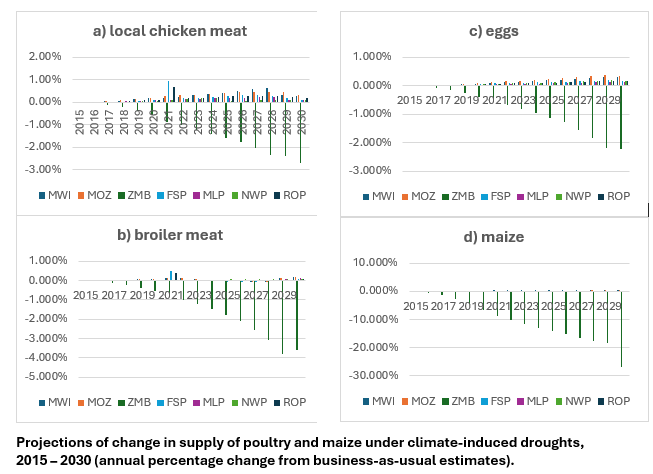 a) local chicken meat
2.00%
1.00%
0.00%
-1.00%
-2.00%
-3.00%
2015 2016 2017 2018 2019 2020 2021 2022 2023 2024 2025 2026 2027 2028 2029 2030
MWI MOZ ZMB FSP MLP NWP ROP
c) eggs
1.000%
0.000%
-1.000%
-2.000%
-3.000%
2015 2017 2019 2021 2023 2025 2027 2029
MWI MOZ ZMB FSP MLP NWP ROP
b) broiler meat
1.000%
0.000%
-1.000%
-2.000%
-3.000%
-4.000%
-5.000%
2015 2017 2019 2021 2023 2025 2027 2029
MWI MOZ ZMB FSP MLP NWP ROP
d) maize
10.000%
0.000%
-10.000%
-20.000%
-30.000%
2015 2017 2019 2021 2023 2025 2027 2029
MWI MOZ ZMB FSP MLP NWP ROP
Projections of change in supply of poultry and maize under climate-induced droughts,
2015 – 2030 (annual percentage change from business-as-usual estimates).